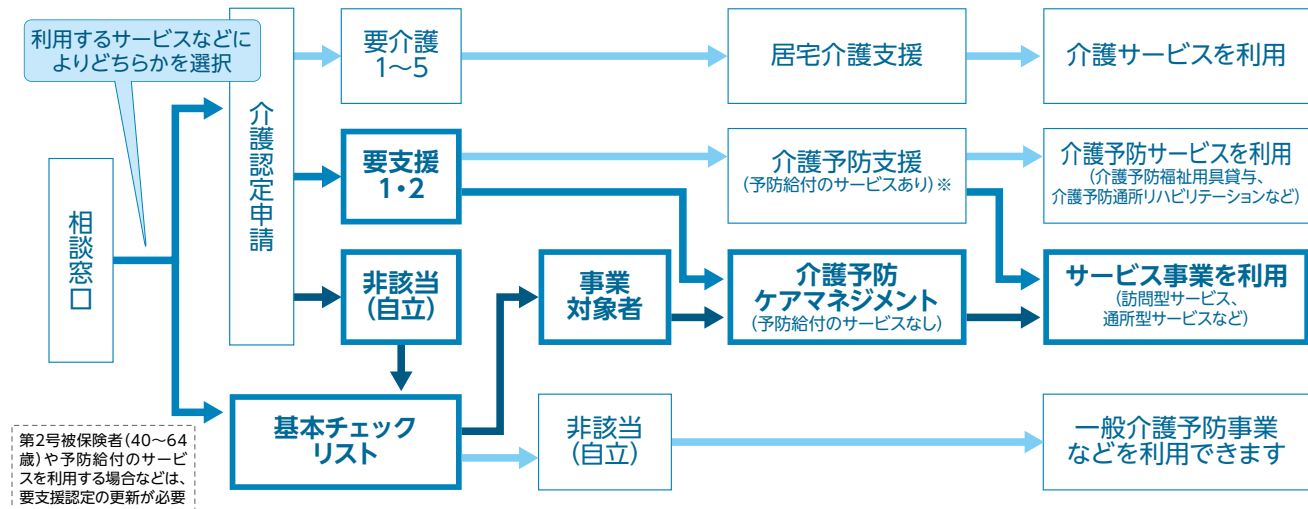 利用するサービスなどに
よりどちらかを選択
相談窓口
介護認定申請
要介護
1〜5
居宅介護支援
介護サービスを利用
要支援
1・2
介護予防支援
(予防給付のサービスあり)※
介護予防サービスを利用
(介護予防福祉用具貸与、
介護予防通所リハビリテーションなど)
非該当
(自立)
事業
対象者
介護予防
ケアマネジメント
(予防給付のサービスなし)
サービス事業を利用
(訪問型サービス、
通所型サービスなど)
基本チェック
リスト
非該当
(自立)
一般介護予防事業
などを利用できます
第2号被保険者(40〜64
歳)や予防給付のサービ
スを利用する場合などは、
要支援認定の更新が必要